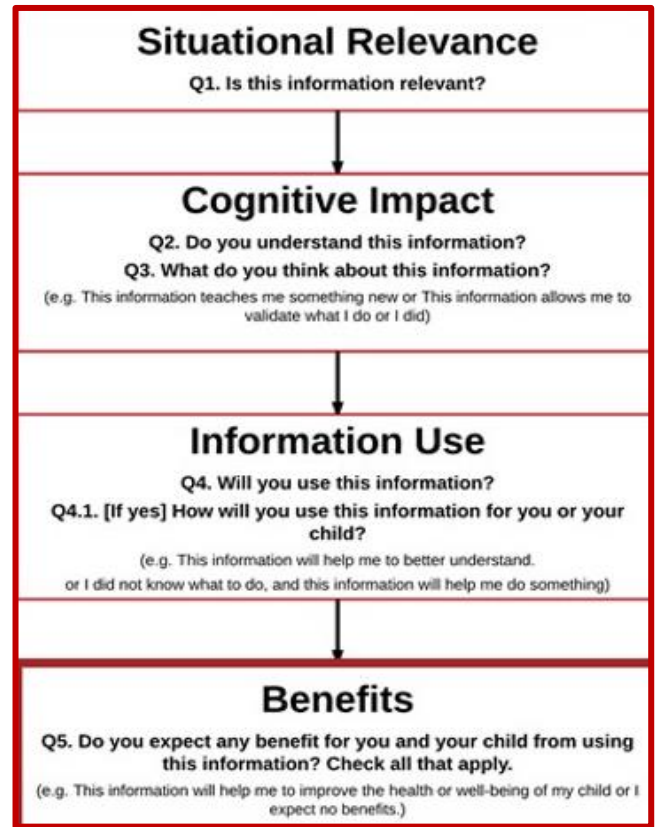 Situational Relevance
Q1. Is this information relevant?
Cognitive Impact
Q2. Do you understand this information?
Q3. What do you think about this information?
(e.g. This information teaches me something new or This information allows me to
validate what I do or I did)
Information Use
Q4. Will you use this information?
Q4.1. [If yes] How will you use this information for you or your
child?
(e.g. This information will help me to better understand.
or I did not know what to do, and this information will help me do something)
Benefits
Q5. Do you expect any benefit for you and your child from using
this information? Check all that apply.
(e.g. This information will help me to improve the health or well-being of my child or I
expect no benefits.)